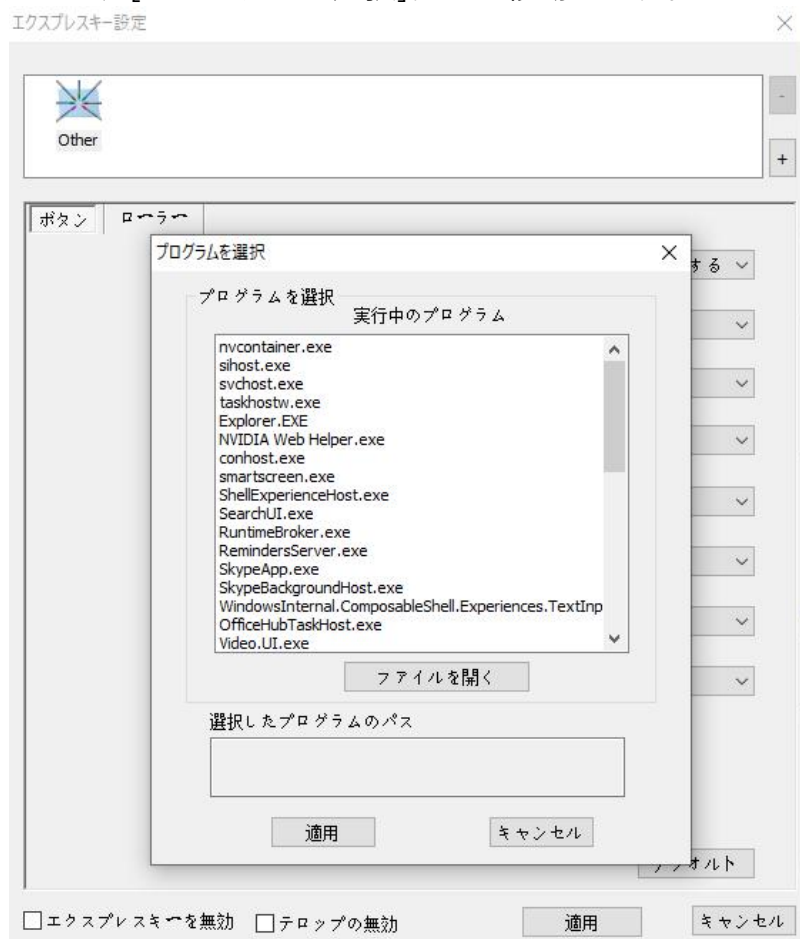 エクスプレスキー設定
Other
-
+
ボタン ローラー
プログラムを選択
する
プログラムを選択
実行中のプログラム
nvcontainer.exe
sihost.exe
svchost.exe
taskhostw.exe
Explorer.EXE
NVIDIA Web Helper.exe
conhost.exe
smartscreen.exe
ShellExperienceHost.exe
SearchUI.exe
RuntimeBroker.exe
RemindersServer.exe
SkypeApp.exe
SkypeBackgroundHost.exe
WindowsInternal.ComposableShell.Experiences.TextInp
OfficeHubTaskHost.exe
Video.UI.exe
ファイルを開く
選択したプログラムのパス
適用 キャンセル
ォルト
エクスプレスキーを無効 テロップの無効 適用 キャンセル